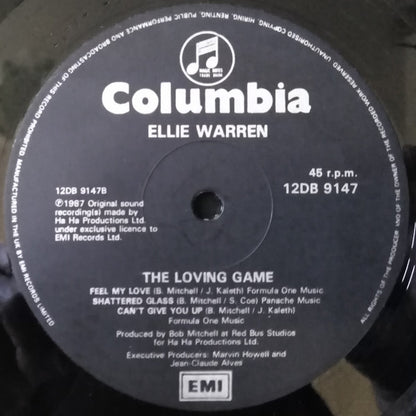 UNAUTHORISED COPYING, HIRING, RENTING, PUBLIC PERFORMANCE AND BROADCASTING OF THIS RECORD PROHIBITED MANUFACTURED IN THE UK BY EMI RECORDS LIMITED
ALL RIGHTS OF THE PRODUCER AND OF THE OWNER OF THE RECORDED WORK RESERVED
MAGIC NOTES
TRADE MARK
Columbia
ELLIE WARREN
45 r.p.m.
12DB 9147B
12DB 9147
℗1987 Original sound
recording(s) made by
Ha Ha Productions Ltd.
under exclusive licence to
EMI Records Ltd.
THE LOVING GAME
FEEL MY LOVE (B. Mitchell / J. Kaleth) Formula One Music
SHATTERED GLASS (B. Mitchell / S. Coe) Panache Music
CAN'T GIVE YOU UP (B. Mitchell / J. Kaleth)
Formula One Music
Produced by Bob Mitchell at Red Bus Studios
for Ha Ha Productions Ltd.
Executive Producers: Marvin Howell and
Jean-Claude Alves
EMI